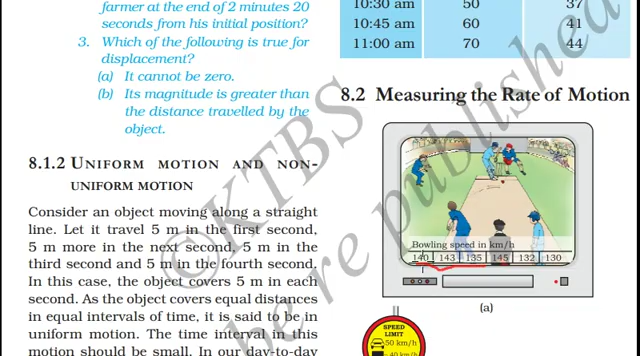 farmer at the end of 2 minutes 20
seconds from his initial position?
3. Which of the following is true for
displacement?
(a) It cannot be zero.
(b) Its magnitude is greater than
the distance travelled by the
object.
8.1.2 UNIFORM MOTION AND NON-
UNIFORM MOTION
Consider an object moving along a straight
line. Let it travel 5 m in the first second,
5 m more in the next second, 5 m in the
third second and 5 m in the fourth second.
In this case, the object covers 5 m in each
second. As the object covers equal distances
in equal intervals of time, it is said to be in
uniform motion. The time interval in this
motion should be small. In our day-to-day
10:30 am 50 37
10:45 am 60 41
11:00 am 70 44
8.2 Measuring the Rate of Motion
Bowling speed in km/h
140 143 135 145 132 130
(a)
SPEED
LIMIT
50 km/h
40 km/h
©KTBS
be republished